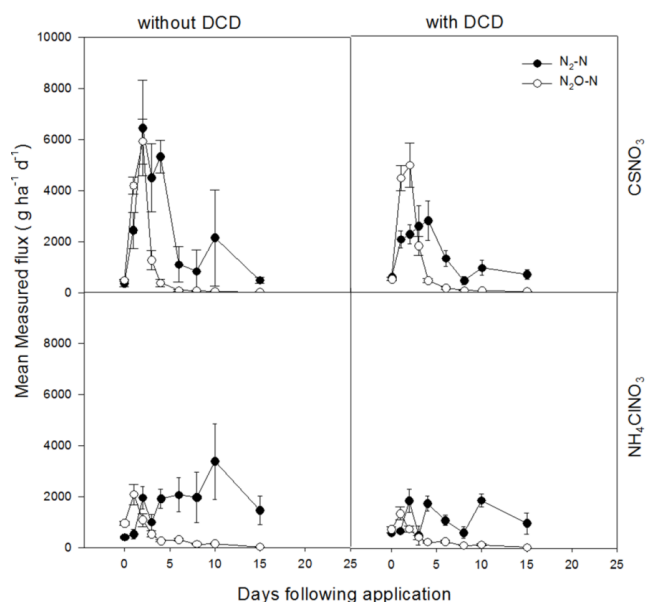 without DCD
with DCD
10000
8000
6000
4000
2000
0
N₂-N
N₂O-N
CSNO₃
8000
6000
4000
2000
0
NH₄ClNO₃
Mean Measured flux ( g ha⁻¹ d⁻¹)
0 5 10 15 20 25
0 5 10 15 20 25
Days following application